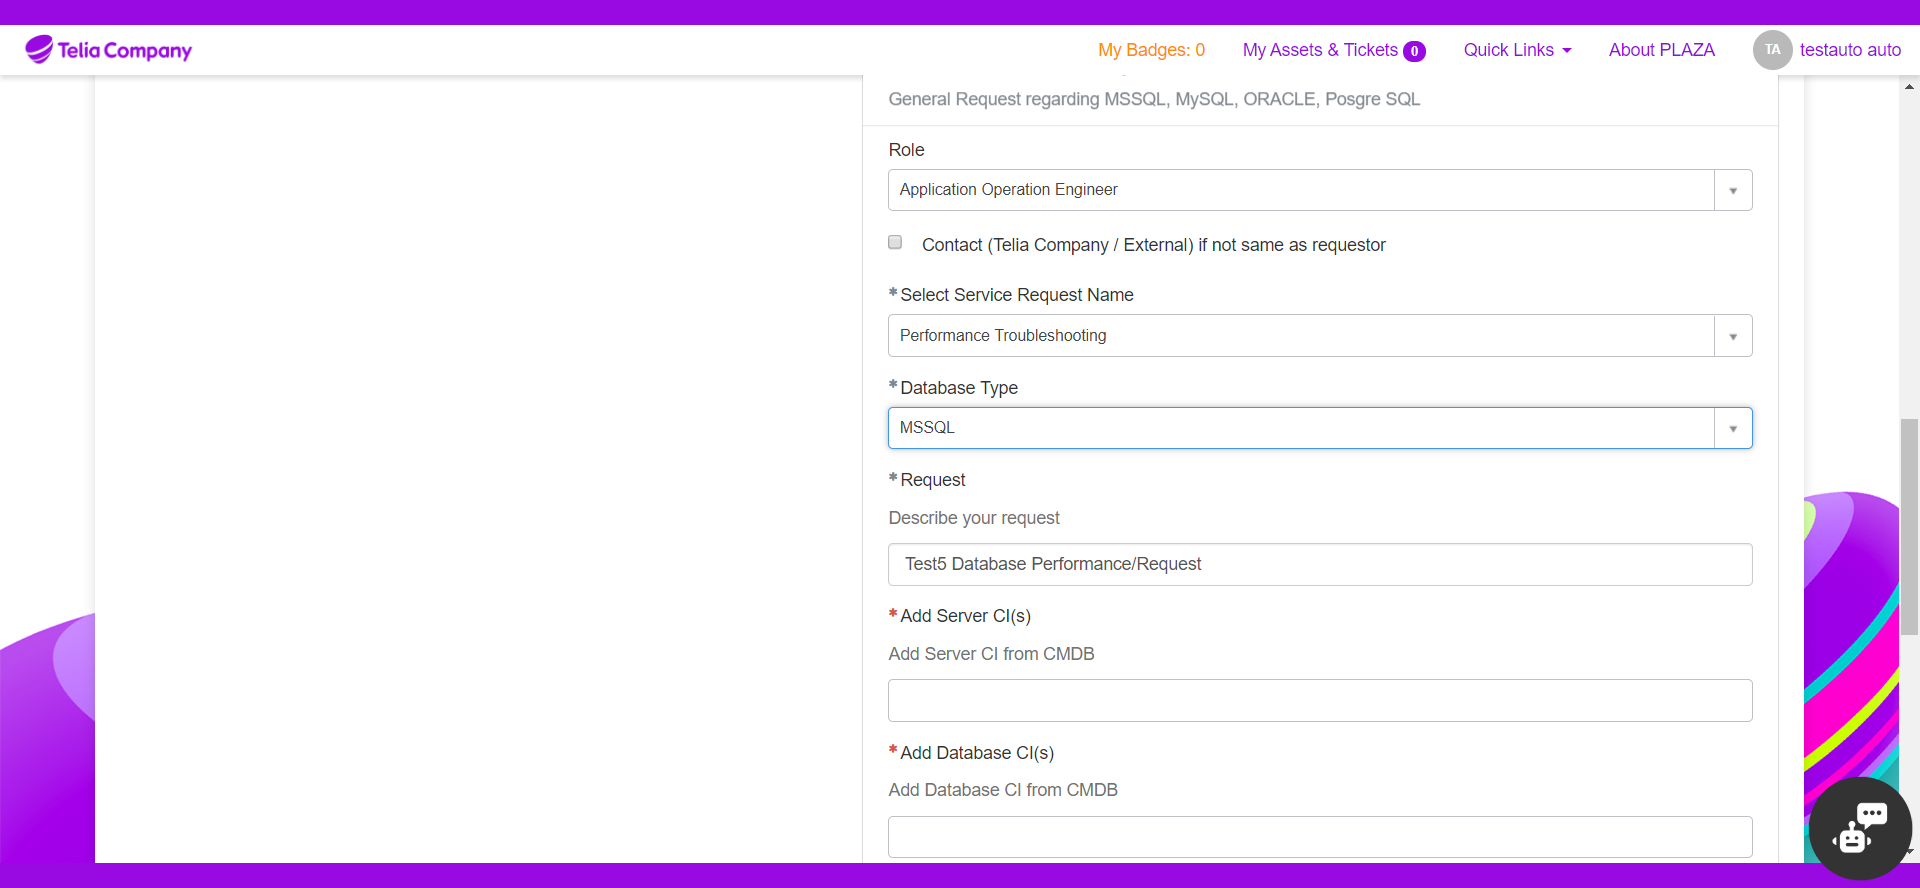 Telia Company
My Badges: 0
My Assets & Tickets 0
Quick Links
About PLAZA
TA
testauto auto
General Request regarding MSSQL, MySQL, ORACLE, Posgre SQL
Role
Application Operation Engineer
Contact (Telia Company / External) if not same as requestor
* Select Service Request Name
Performance Troubleshooting
* Database Type
MSSQL
* Request
Describe your request
Test5 Database Performance/Request
* Add Server CI(s)
Add Server CI from CMDB
* Add Database CI(s)
Add Database CI from CMDB